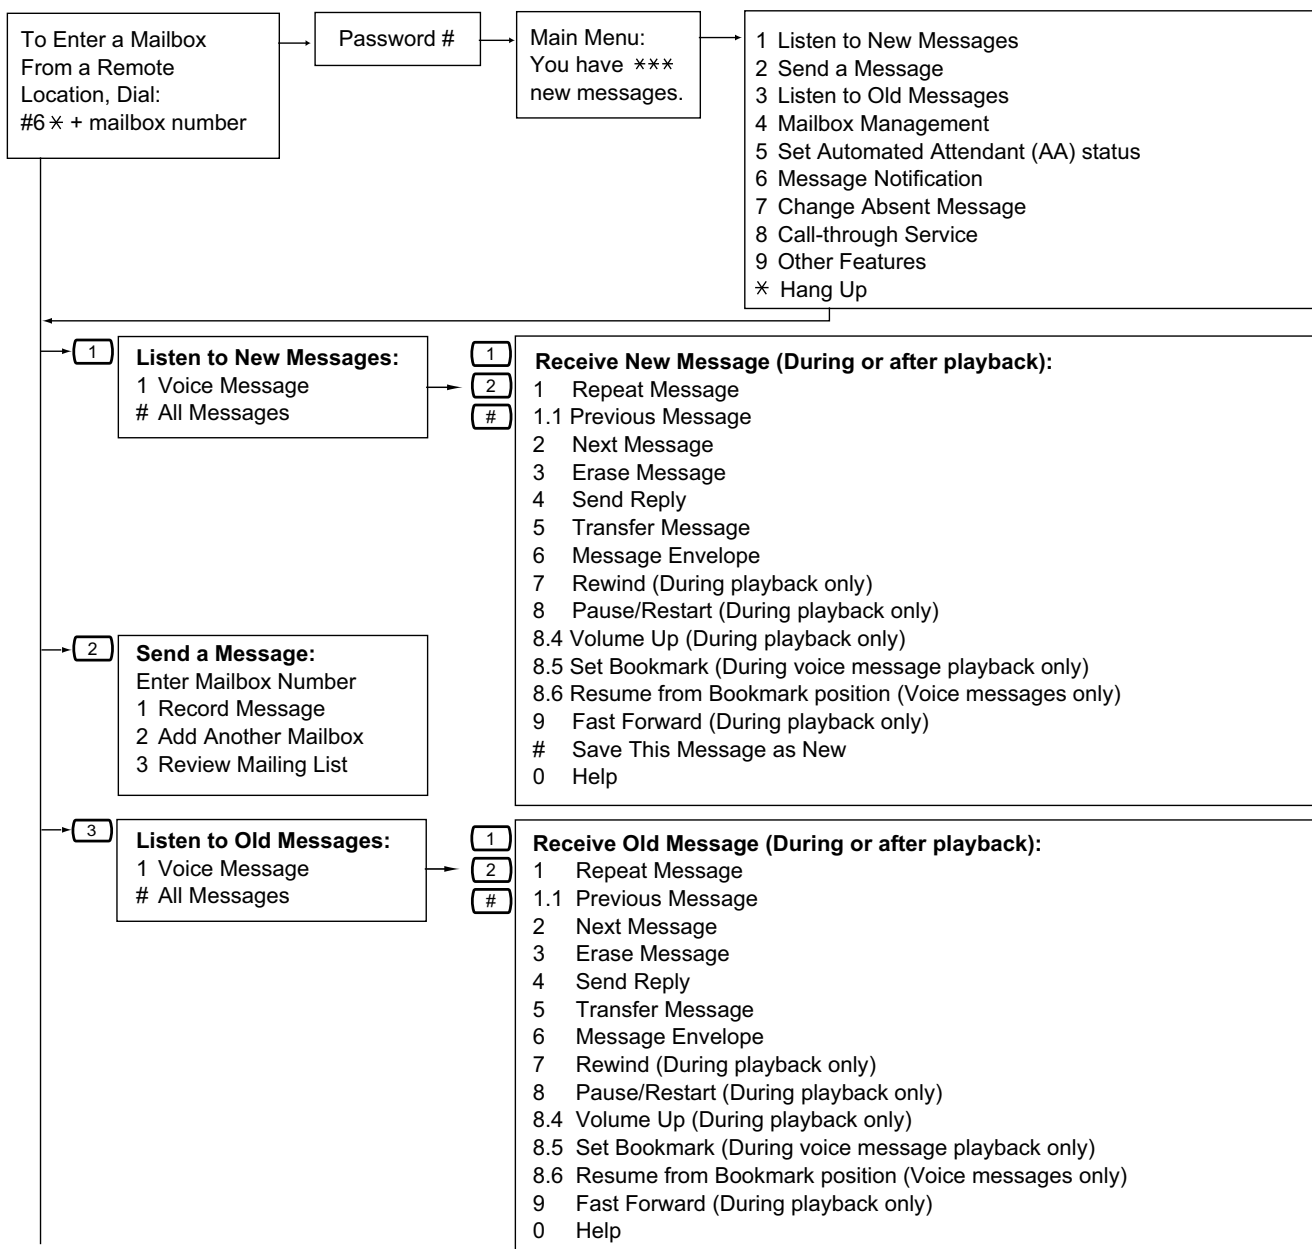 To Enter a Mailbox
From a Remote
Location, Dial:
#6* + mailbox number
Password #
Main Menu:
You have ***
new messages.
1 Listen to New Messages
2 Send a Message
3 Listen to Old Messages
4 Mailbox Management
5 Set Automated Attendant (AA) status
6 Message Notification
7 Change Absent Message
8 Call-through Service
9 Other Features
* Hang Up
1
Listen to New Messages:
1 Voice Message
# All Messages
1
2
#
Receive New Message (During or after playback):
1 Repeat Message
1.1 Previous Message
2 Next Message
3 Erase Message
4 Send Reply
5 Transfer Message
6 Message Envelope
7 Rewind (During playback only)
8 Pause/Restart (During playback only)
8.4 Volume Up (During playback only)
8.5 Set Bookmark (During voice message playback only)
8.6 Resume from Bookmark position (Voice messages only)
9 Fast Forward (During playback only)
# Save This Message as New
0 Help
2
Send a Message:
Enter Mailbox Number
1 Record Message
2 Add Another Mailbox
3 Review Mailing List
3
Listen to Old Messages:
1 Voice Message
# All Messages
1
2
#
Receive Old Message (During or after playback):
1 Repeat Message
1.1 Previous Message
2 Next Message
3 Erase Message
4 Send Reply
5 Transfer Message
6 Message Envelope
7 Rewind (During playback only)
8 Pause/Restart (During playback only)
8.4 Volume Up (During playback only)
8.5 Set Bookmark (During voice message playback only)
8.6 Resume from Bookmark position (Voice messages only)
9 Fast Forward (During playback only)
0 Help